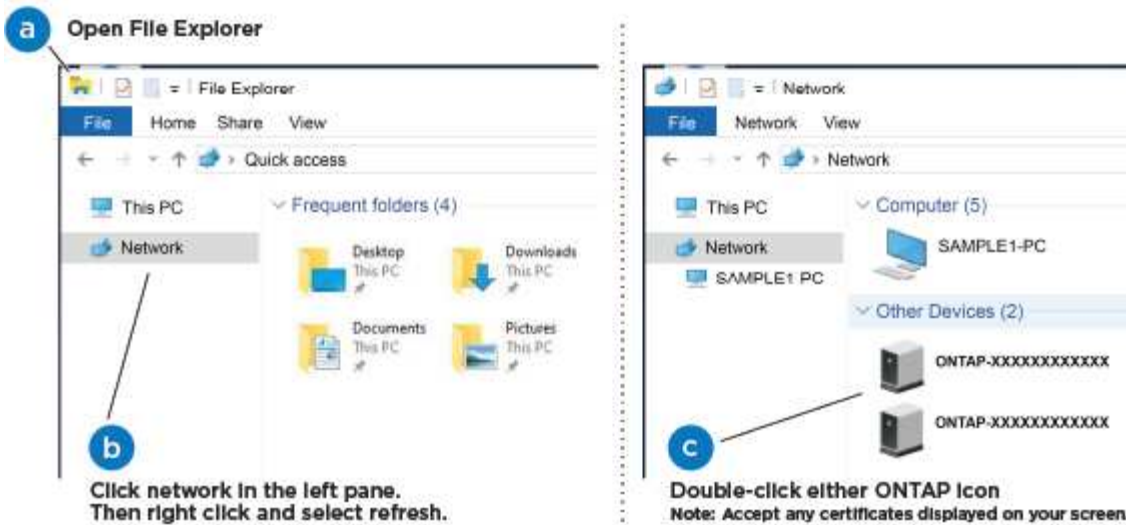 a Open File Explorer
File Explorer
File Home Share View
Quick access
This PC
Network
Frequent folders (4)
Desktop
This PC
Downloads
This PC
Documents
This PC
Pictures
This PC
b
Click network in the left pane.
Then right click and select refresh.
Network
File Network View
Network
This PC
Network
SAMPLE1 PC
Computer (5)
SAMPLE1-PC
Other Devices (2)
ONTAP-XXXXXXXXXXXX
ONTAP-XXXXXXXXXXXX
c
Double-click either ONTAP icon
Note: Accept any certificates displayed on your screen.